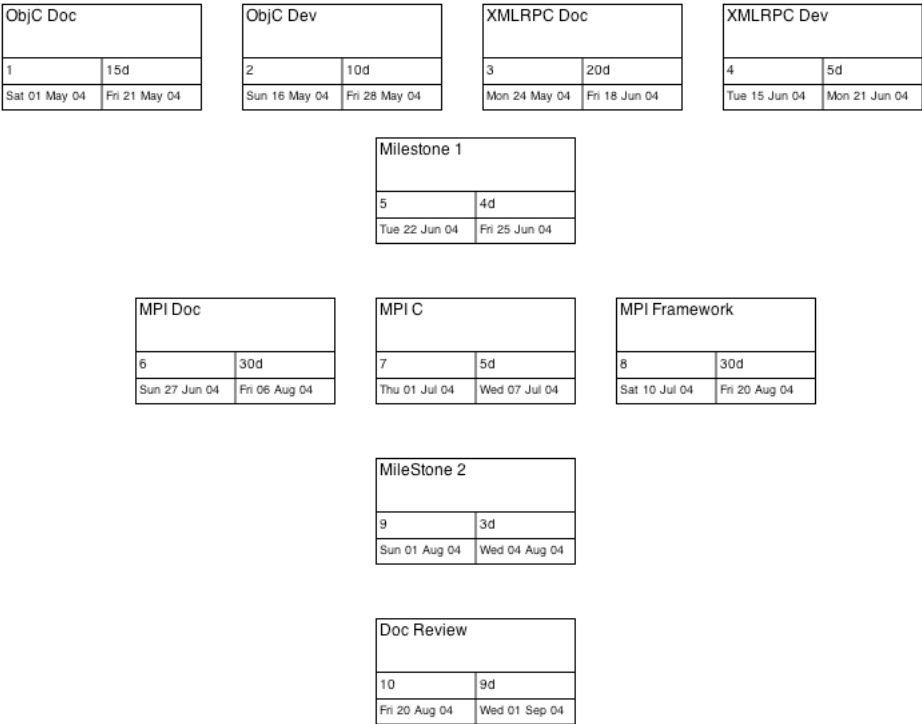 ObjC Doc
1 15d
Sat 01 May 04 Fri 21 May 04
ObjC Dev
2 10d
Sun 16 May 04 Fri 28 May 04
XMLRPC Doc
3 20d
Mon 24 May 04 Fri 18 Jun 04
XMLRPC Dev
4 5d
Tue 15 Jun 04 Mon 21 Jun 04
Milestone 1
5 4d
Tue 22 Jun 04 Fri 25 Jun 04
MPI Doc
6 30d
Sun 27 Jun 04 Fri 06 Aug 04
MPI C
7 5d
Thu 01 Jul 04 Wed 07 Jul 04
MPI Framework
8 30d
Sat 10 Jul 04 Fri 20 Aug 04
MileStone 2
9 3d
Sun 01 Aug 04 Wed 04 Aug 04
Doc Review
10 9d
Fri 20 Aug 04 Wed 01 Sep 04